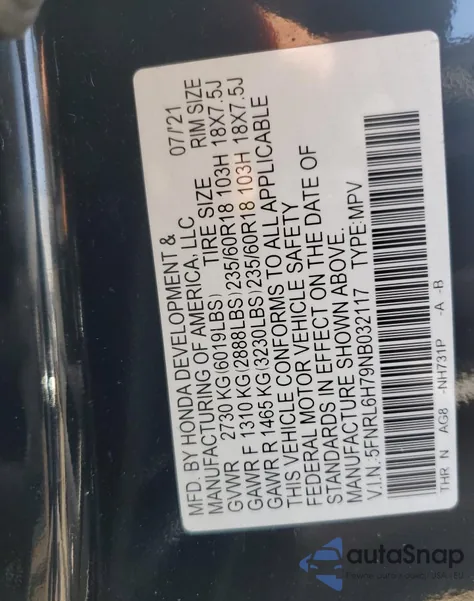 MFD. BY HONDA DEVELOPMENT &
MANUFACTURING OF AMERICA, LLC 07/'21
GVWR 2730 KG(6019LBS) TIRE SIZE RIM SIZE
GAWR F 1310 KG(2888LBS)235/60R18 103H 18X7.5J
GAWR R 1465 KG(3230LBS)235/60R18 103H 18X7.5J
THIS VEHICLE CONFORMS TO ALL APPLICABLE
FEDERAL MOTOR VEHICLE SAFETY
STANDARDS IN EFFECT ON THE DATE OF
MANUFACTURE SHOWN ABOVE.
V.I.N.:5FNRL6H79NB032117 TYPE:MPV
THR N AG8 -NH731P -A -B
autoSnap